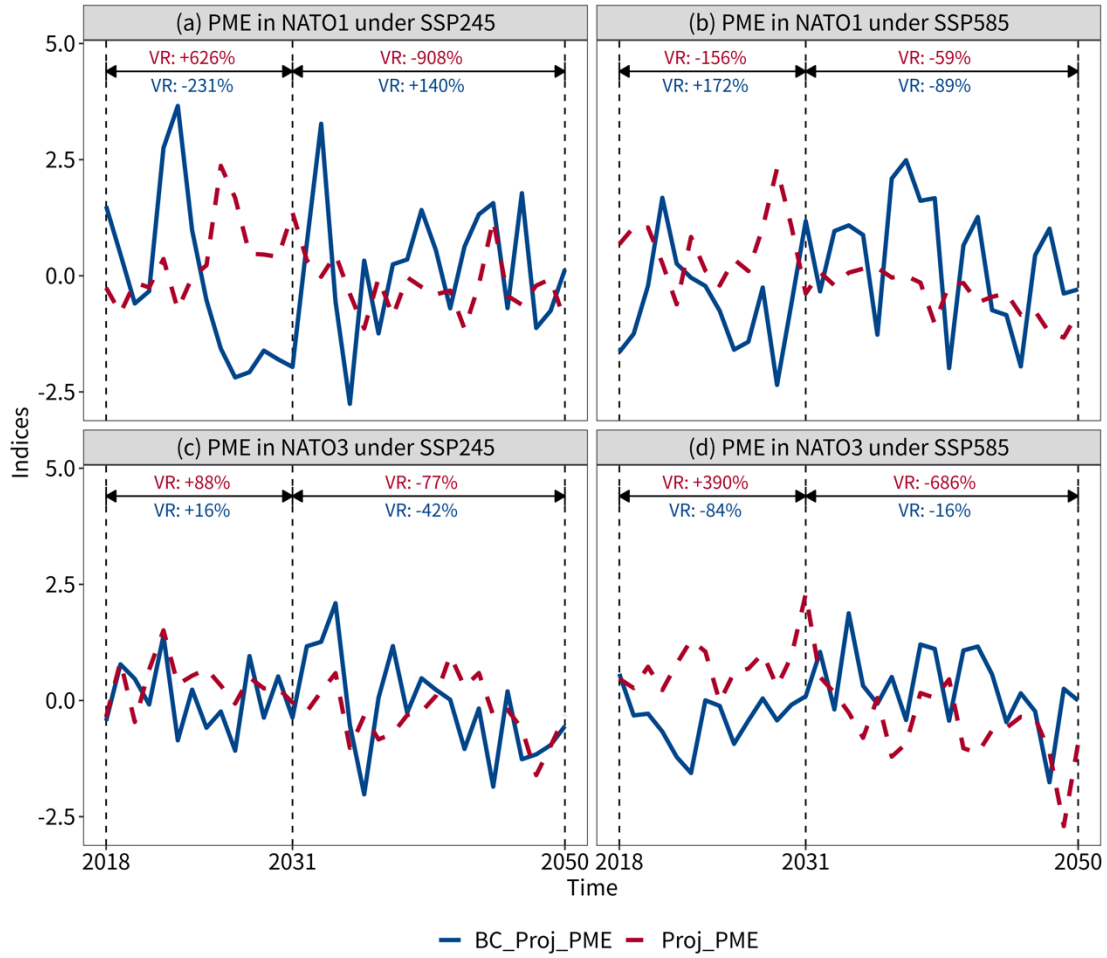 (a) PME in NATO1 under SSP245
(b) PME in NATO1 under SSP585
5.0
VR: +626%
VR: -908%
VR: -156%
VR: -59%
VR: -231%
VR: +140%
VR: +172%
VR: -89%
2.5
0.0
-2.5
Indices
(c) PME in NATO3 under SSP245
(d) PME in NATO3 under SSP585
5.0
VR: +88%
VR: -77%
VR: +390%
VR: -686%
VR: +16%
VR: -42%
VR: -84%
VR: -16%
2.5
0.0
-2.5
2018
2031
2050
2018
2031
2050
Time
BC_Proj_PME
Proj_PME